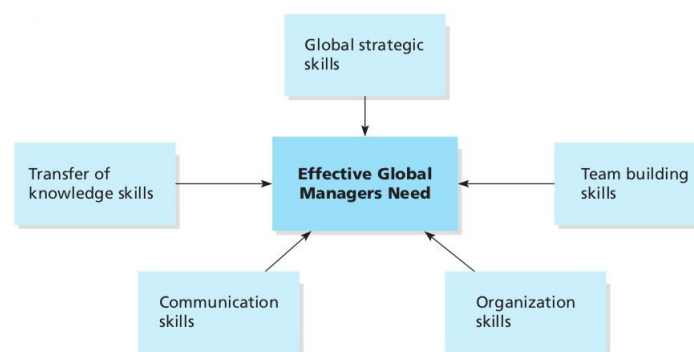 Global strategic
skills
Transfer of
knowledge skills
Effective Global
Managers Need
Team building
skills
Communication
skills
Organization
skills